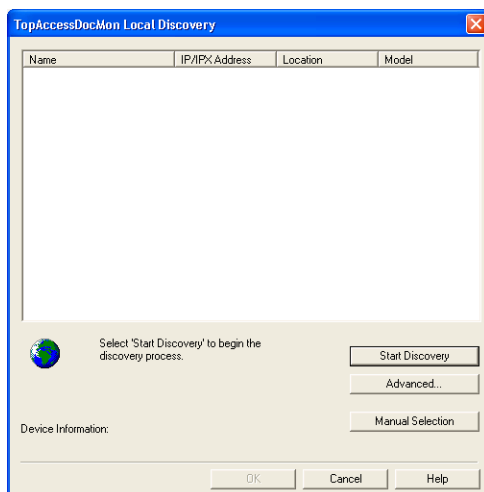 TopAccessDocMon Local Discovery
Name IP/IPX Address Location Model
Select 'Start Discovery' to begin the
discovery process.
Start Discovery
Advanced...
Manual Selection
Device Information:
OK Cancel Help